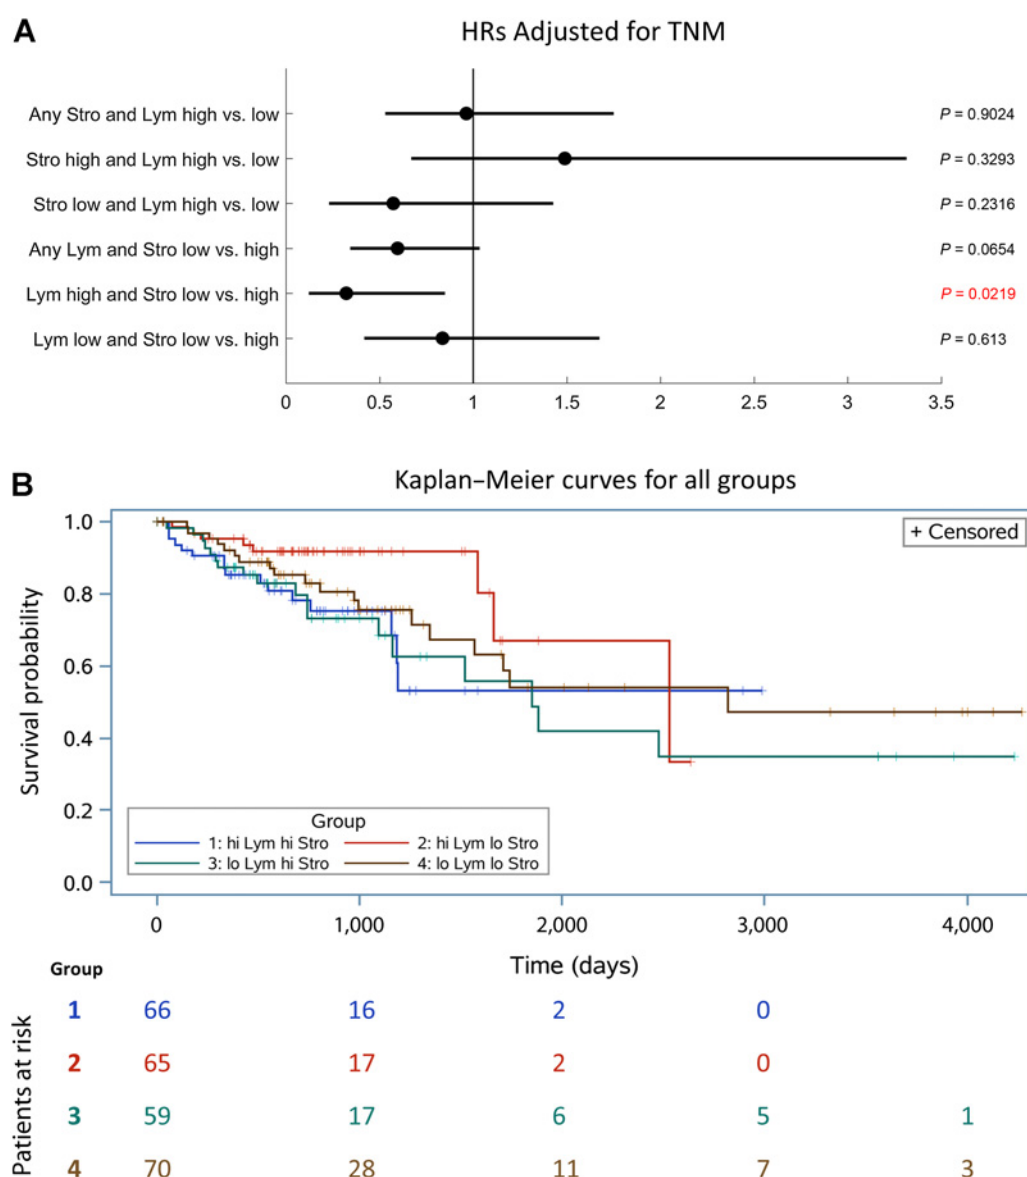 A
HRs Adjusted for TNM
Any Stro and Lym high vs. low
P = 0.9024
Stro high and Lym high vs. low
P = 0.3293
Stro low and Lym high vs. low
P = 0.2316
Any Lym and Stro low vs. high
P = 0.0654
Lym high and Stro low vs. high
P = 0.0219
Lym low and Stro low vs. high
P = 0.613
0 0.5 1 1.5 2 2.5 3 3.5
B
Kaplan–Meier curves for all groups
+ Censored
Survival probability
1.0
0.8
0.6
0.4
0.2
0.0
Group
1: hi Lym hi Stro 2: hi Lym lo Stro
3: lo Lym hi Stro 4: lo Lym lo Stro
0 1,000 2,000 3,000 4,000
Time (days)
Group
Patients at risk
1 66 16 2 0
2 65 17 2 0
3 59 17 6 5 1
4 70 28 11 7 3